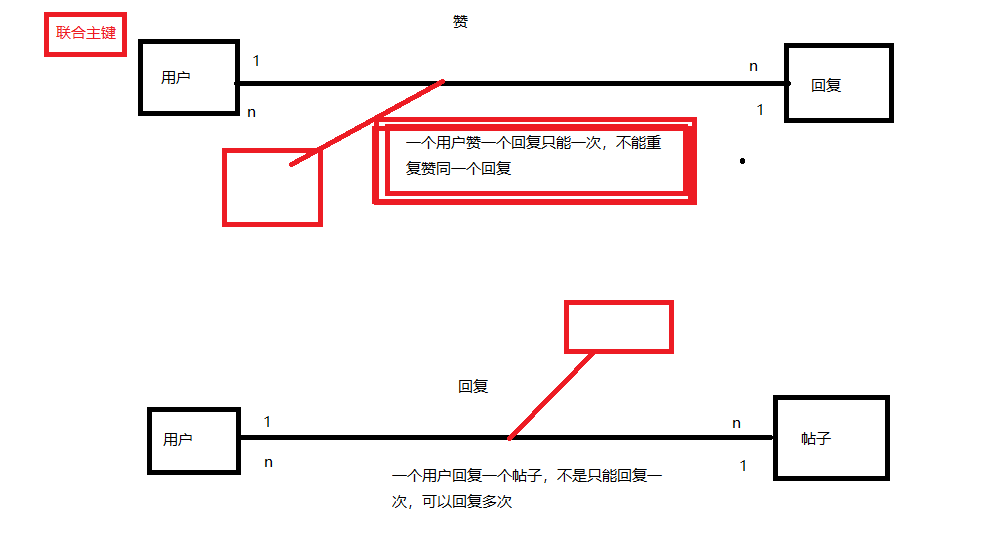 赞
联合主键
用户
1
n
回复
n
1
一个用户赞一个回复只能一次，不能重
复赞同一个回复
回复
用户
1
n
帖子
n
1
一个用户回复一个帖子，不是只能回复一
次，可以回复多次